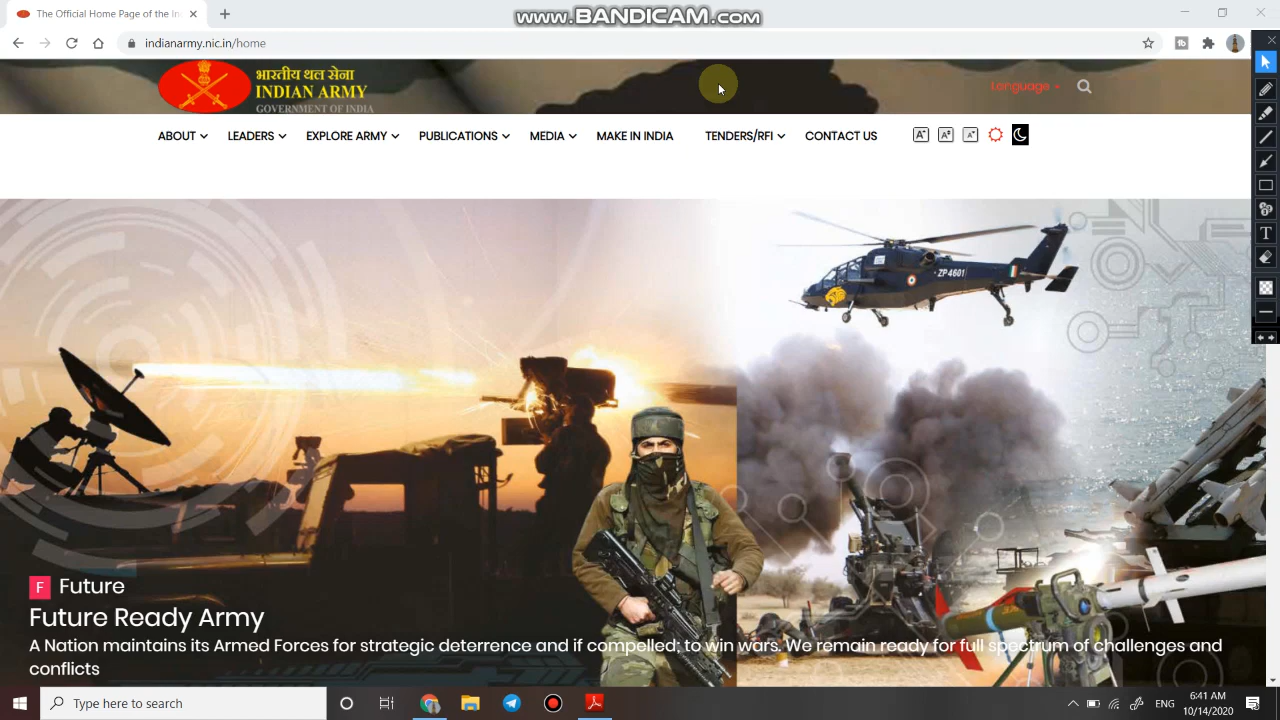 The Official Home Page of the In
www.BANDICAM.com
indianarmy.nic.in/home
भारतीय थल सेना
INDIAN ARMY
GOVERNMENT OF INDIA
Language
ABOUT LEADERS EXPLORE ARMY PUBLICATIONS MEDIA MAKE IN INDIA TENDERS/RFI CONTACT US
ZP 4601
F Future
Future Ready Army
A Nation maintains its Armed Forces for strategic deterrence and if compelled; to win wars. We remain ready for full spectrum of challenges and
conflicts
Type here to search
ENG
6:41 AM
10/14/2020